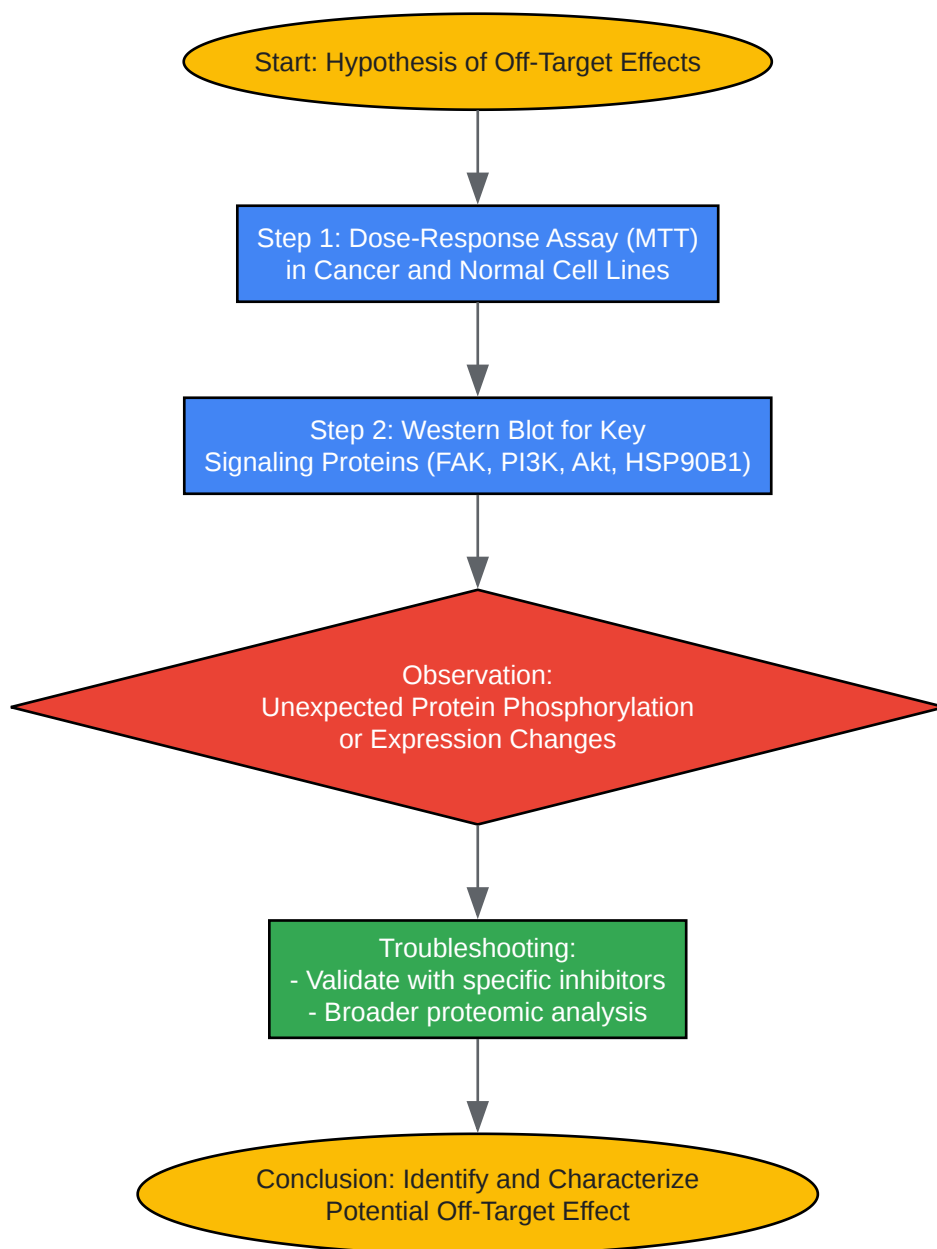 Start: Hypothesis of Off-Target Effects
Step 1: Dose-Response Assay (MTT)
in Cancer and Normal Cell Lines
Step 2: Western Blot for Key
Signaling Proteins (FAK, PI3K, Akt, HSP90B1)
Observation:
Unexpected Protein Phosphorylation
or Expression Changes
Troubleshooting:
- Validate with specific inhibitors
- Broader proteomic analysis
Conclusion: Identify and Characterize
Potential Off-Target Effect